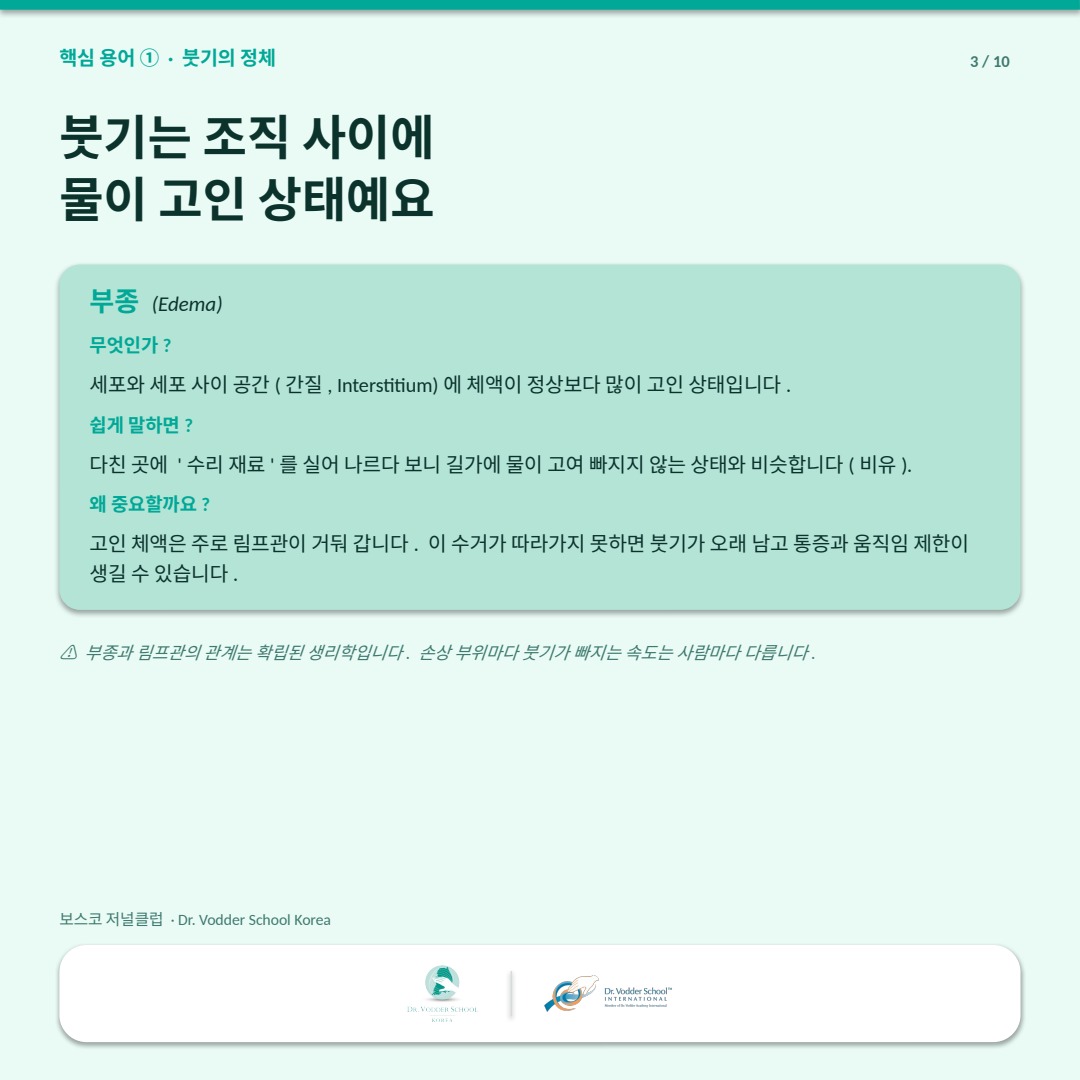 핵심 용어 ① · 붓기의 정체
3 / 10
붓기는 조직 사이에
물이 고인 상태예요
부종 (Edema)
무엇인가 ?
세포와 세포 사이 공간 ( 간질 , Interstitium) 에 체액이 정상보다 많이 고인 상태입니다 .
쉽게 말하면 ?
다친 곳에 ' 수리 재료 ' 를 실어 나르다 보니 길가에 물이 고여 빠지지 않는 상태와 비슷합니다 ( 비유 ).
왜 중요할까요 ?
고인 체액은 주로 림프관이 거둬 갑니다 . 이 수거가 따라가지 못하면 붓기가 오래 남고 통증과 움직임 제한이
생길 수 있습니다 .
⚠ 부종과 림프관의 관계는 확립된 생리학입니다 . 손상 부위마다 붓기가 빠지는 속도는 사람마다 다릅니다 .
보스코 저널클럽 · Dr. Vodder School Korea
DR. VODDER SCHOOL
KOREA
Dr. Vodder School™
INTERNATIONAL
Member of Dr. Vodder Academy International